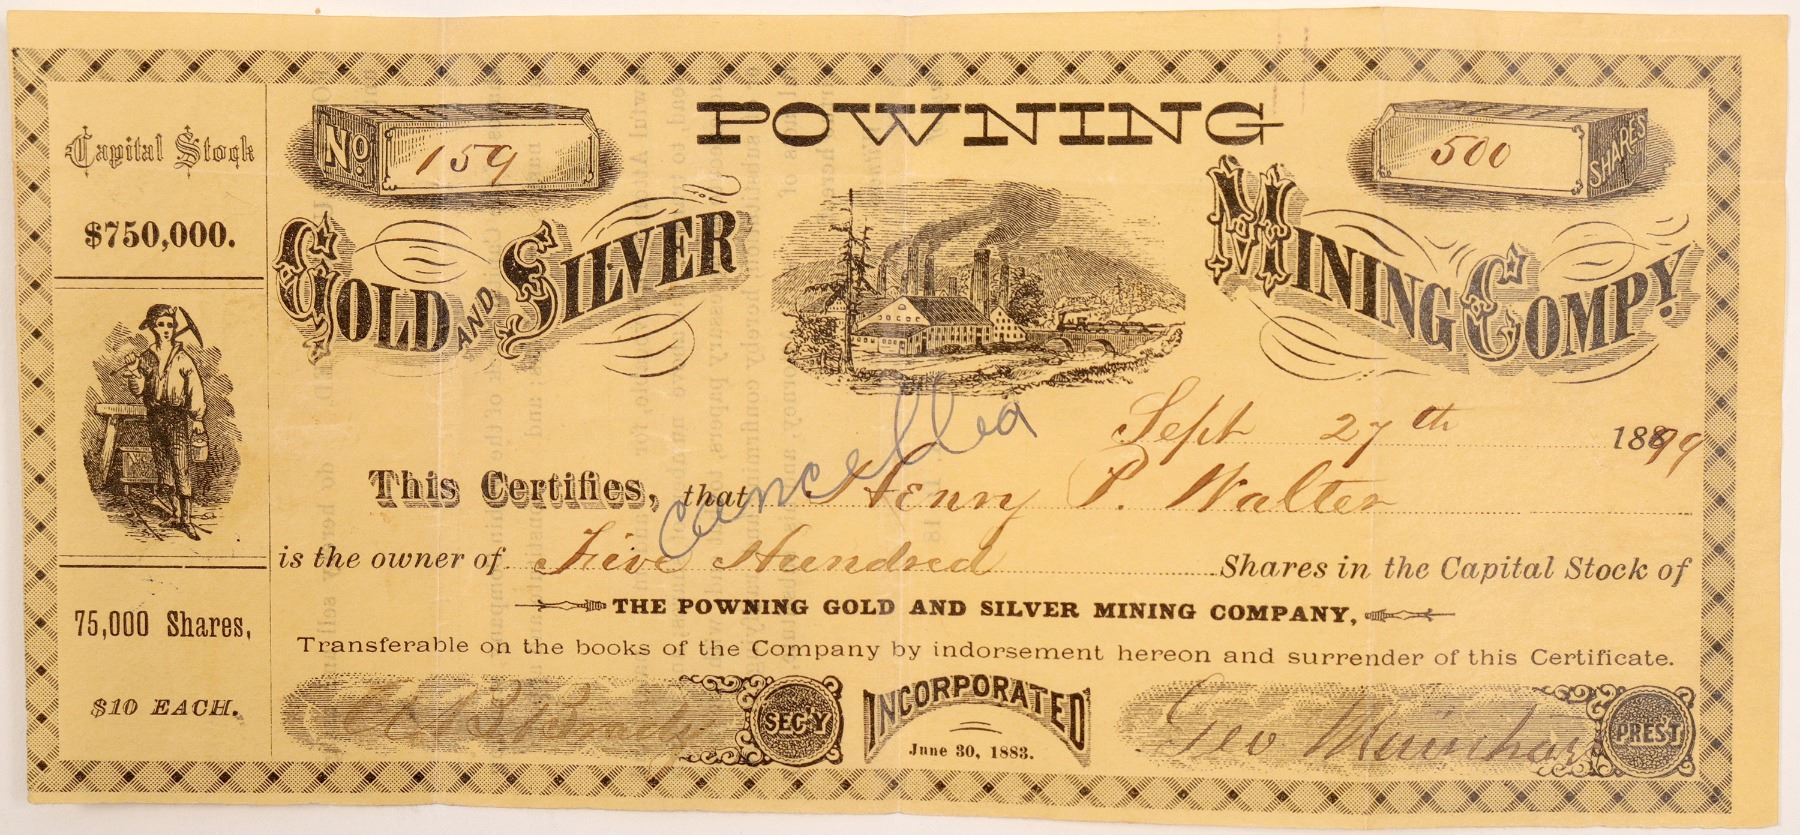 Capital Stock
$750,000.
75,000 Shares,
$10 EACH.
No 159
POWNING
500 SHARES
GOLD AND SILVER MINING COMPY.
Sept 27th 1899
cancelled
This Certifies, that Henry P. Walter
is the owner of Five Hundred Shares in the Capital Stock of
THE POWNING GOLD AND SILVER MINING COMPANY,
Transferable on the books of the Company by indorsement hereon and surrender of this Certificate.
SEC'Y
INCORPORATED
June 30, 1883.
Geo
PREST